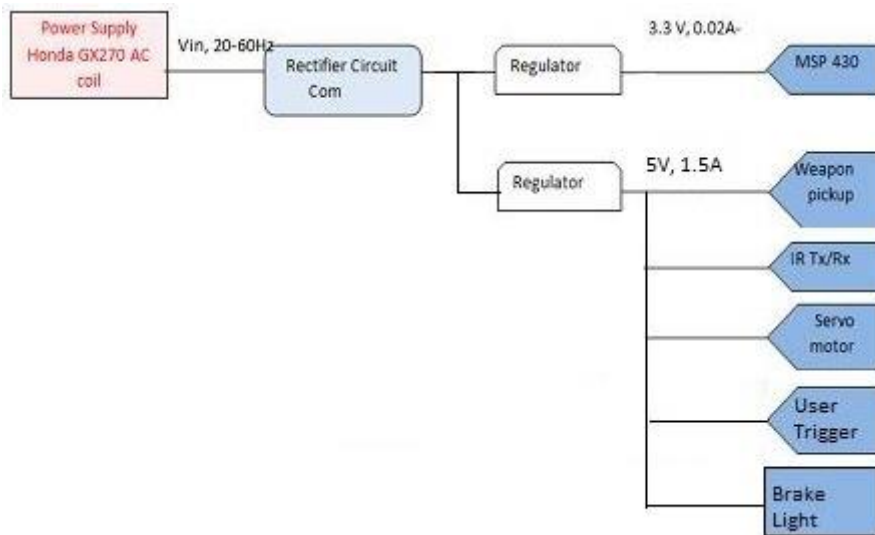 Power Supply
Honda GX270 AC
coil
Vin, 20-60Hz
Rectifier Circuit
Com
Regulator
3.3 V, 0.02A-
MSP 430
Regulator
5V, 1.5A
Weapon
pickup
IR Tx/Rx
Servo
motor
User
Trigger
Brake
Light